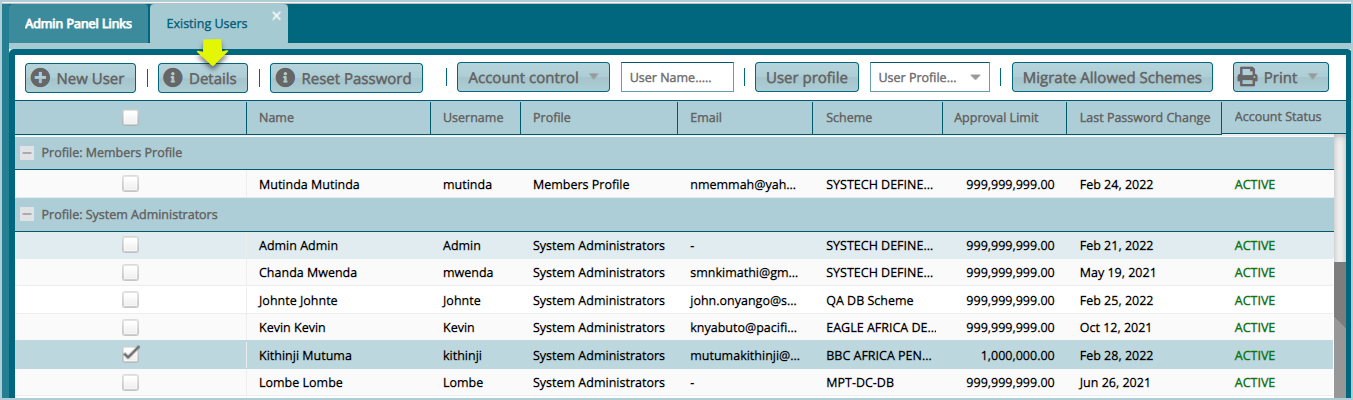 Admin Panel Links Existing Users
New User Details Reset Password Account control User Name..... User profile User Profile... Migrate Allowed Schemes Print
Name Username Profile Email Scheme Approval Limit Last Password Change Account Status
Profile: Members Profile
Mutinda Mutinda mutinda Members Profile nmemmah@yah... SYSTECH DEFINE... 999,999,999.00 Feb 24, 2022 ACTIVE
Profile: System Administrators
Admin Admin Admin System Administrators - SYSTECH DEFINE... 999,999,999.00 Feb 21, 2022 ACTIVE
Chanda Mwenda mwenda System Administrators smnkimathi@gm... SYSTECH DEFINE... 999,999,999.00 May 19, 2021 ACTIVE
Johnte Johnte Johnte System Administrators john.onyango@s... QA DB Scheme 999,999,999.00 Feb 25, 2022 ACTIVE
Kevin Kevin Kevin System Administrators knyabuto@pacifi... EAGLE AFRICA DE... 999,999,999.00 Oct 12, 2021 ACTIVE
Kithinji Mutuma kithinji System Administrators mutumakithinji@... BBC AFRICA PEN... 1,000,000.00 Feb 28, 2022 ACTIVE
Lombe Lombe Lombe System Administrators - MPT-DC-DB 999,999,999.00 Jun 26, 2021 ACTIVE